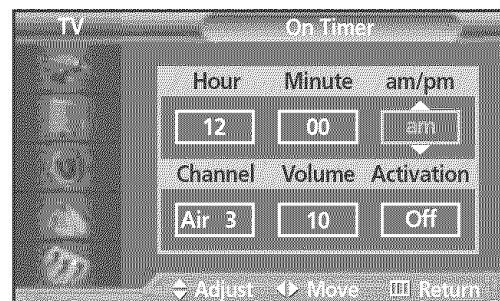 TV On Timer
Hour Minute am/pm
12 00 am
Channel Volume Activation
Air 3 10 Off
Adjust Move Return